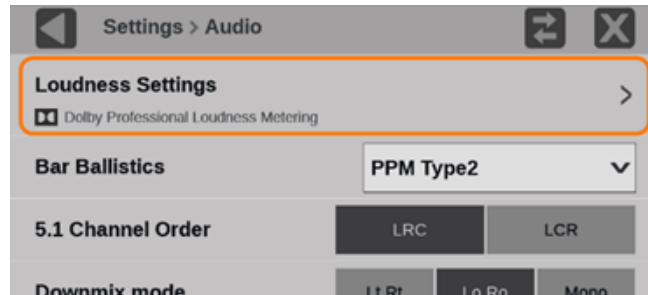 Settings > Audio
Loudness Settings
Dolby Professional Loudness Metering
Bar Ballistics PPM Type2
5.1 Channel Order LRC LCR
Downmix mode Lt Rt Lo Ro Mono